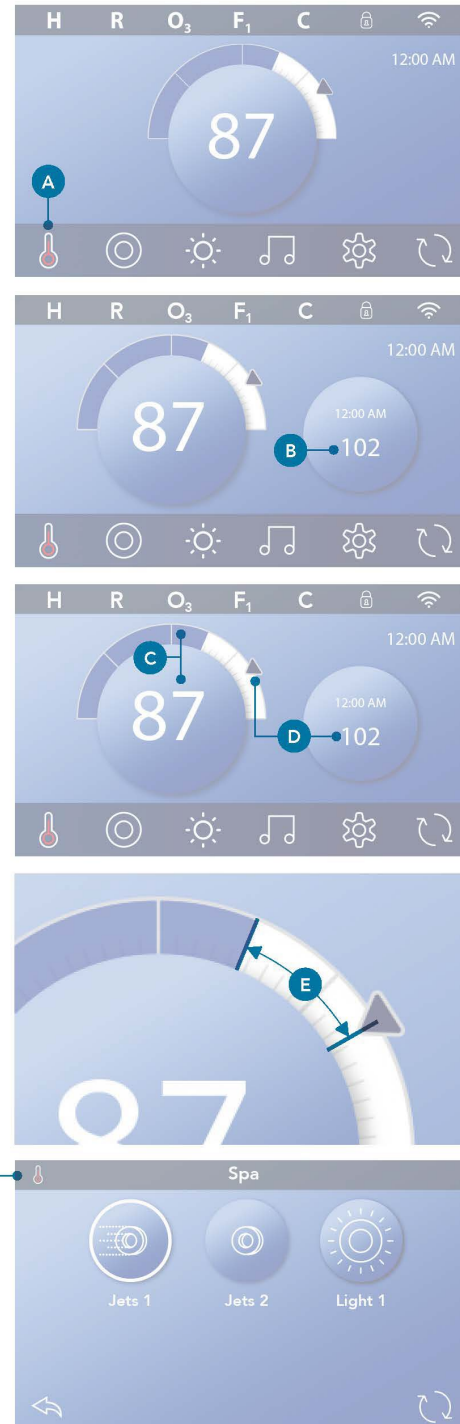 H R O₃ F₁ C
12:00 AM
87
A
H R O₃ F₁ C
12:00 AM
87
12:00 AM
102
B
H R O₃ F₁ C
12:00 AM
C
87
12:00 AM
102
D
E
87
Spa
Jets 1 Jets 2 Light 1